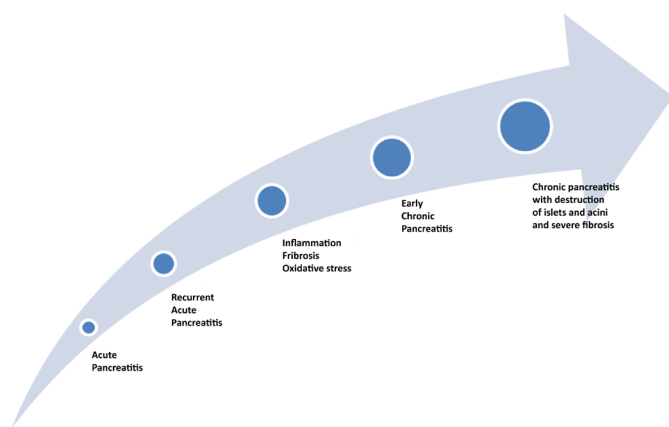 Acute
Pancreatitis
Recurrent
Acute
Pancreatitis
Inflammation
Fribrosis
Oxidative stress
Early
Chronic
Pancreatitis
Chronic pancreatitis
with destruction
of islets and acini
and severe fibrosis